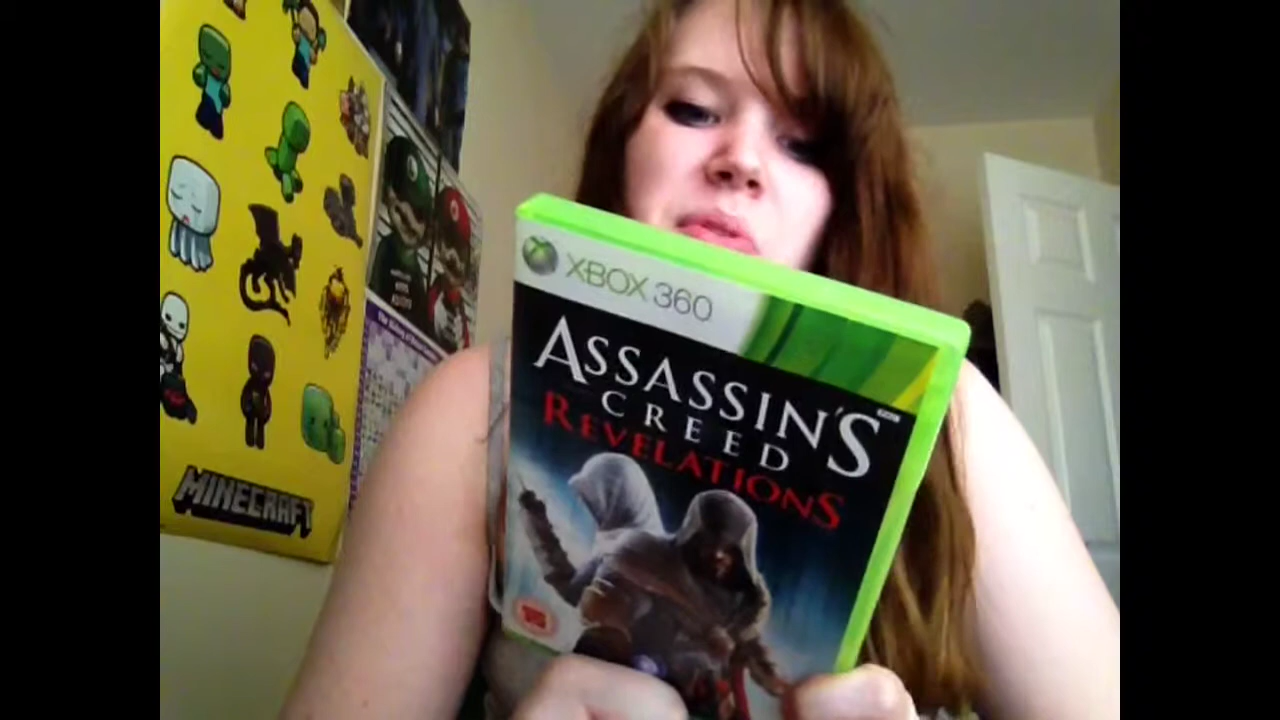 XBOX 360
ASSASSIN'S
CREED
REVELATIONS
MINECRAFT